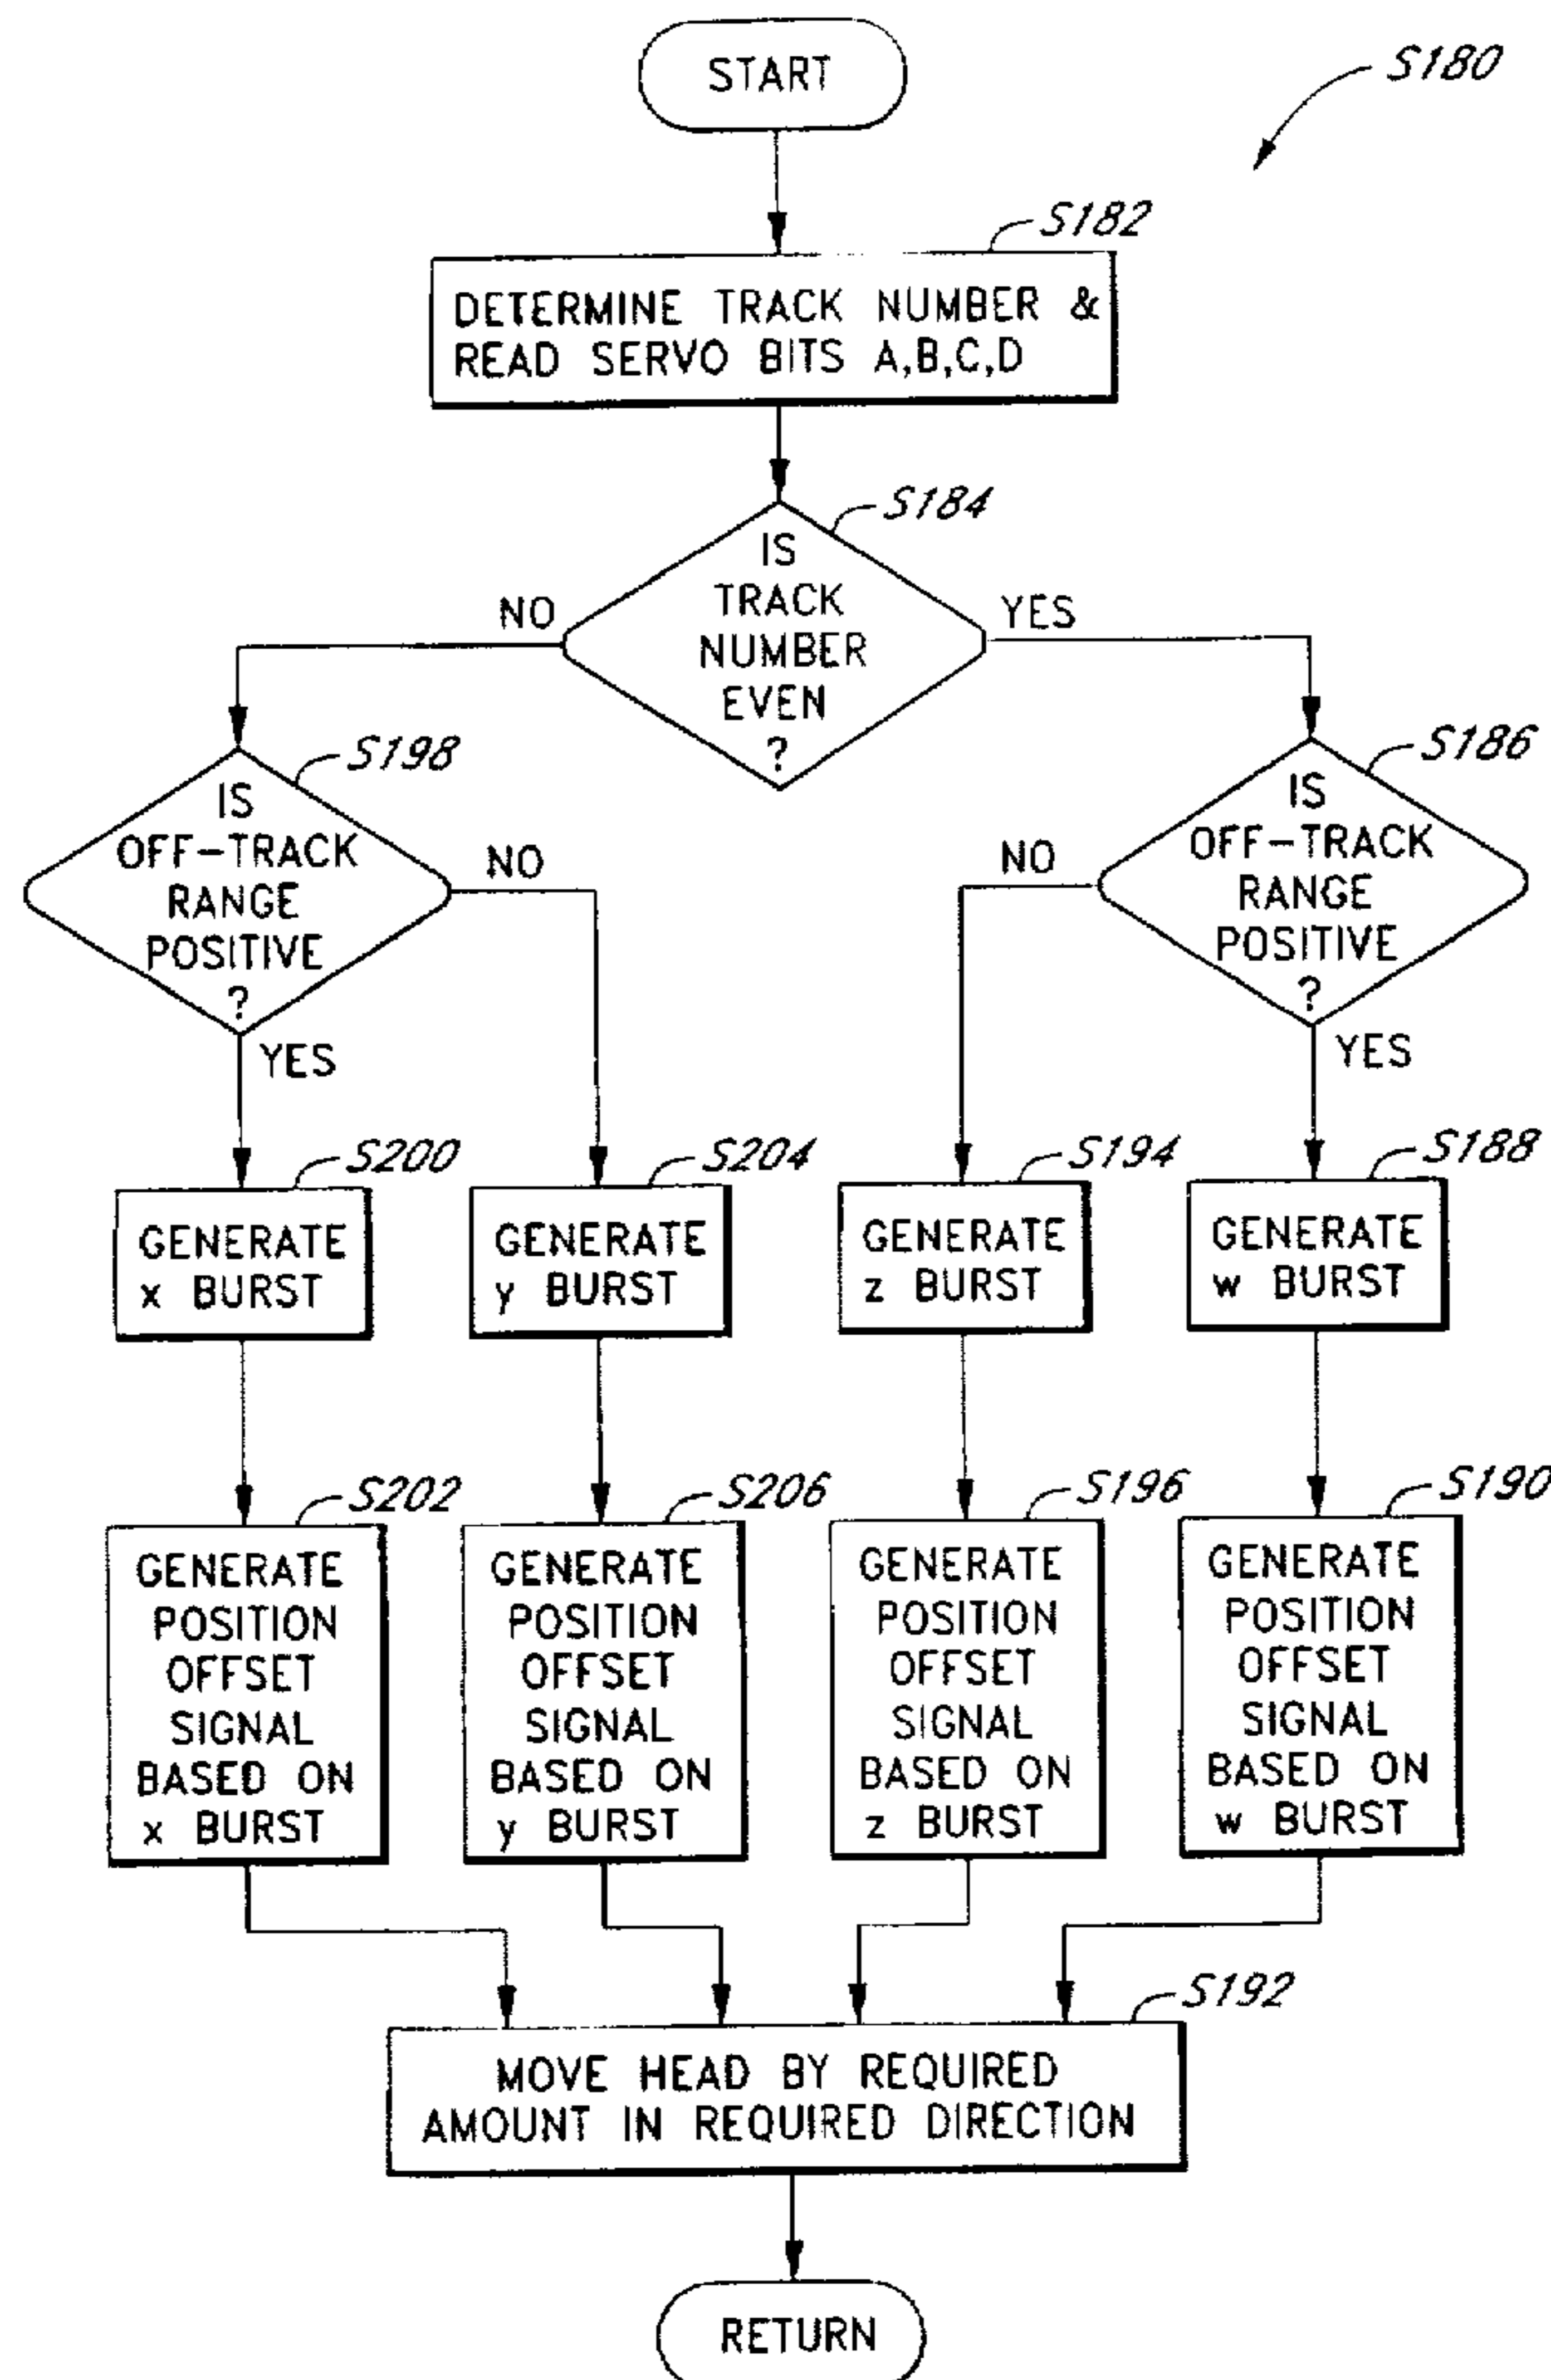 START
S180
S182
DETERMINE TRACK NUMBER &
READ SERVO BITS A,B,C,D
S184
IS
TRACK
NUMBER
EVEN
?
NO
YES
S198
IS
OFF-TRACK
RANGE
POSITIVE
?
NO
YES
S186
IS
OFF-TRACK
RANGE
POSITIVE
?
NO
YES
S200
GENERATE
x BURST
S204
GENERATE
y BURST
S194
GENERATE
z BURST
S188
GENERATE
w BURST
S202
GENERATE
POSITION
OFFSET
SIGNAL
BASED ON
x BURST
S206
GENERATE
POSITION
OFFSET
SIGNAL
BASED ON
y BURST
S196
GENERATE
POSITION
OFFSET
SIGNAL
BASED ON
z BURST
S190
GENERATE
POSITION
OFFSET
SIGNAL
BASED ON
w BURST
S192
MOVE HEAD BY REQUIRED
AMOUNT IN REQUIRED DIRECTION
RETURN